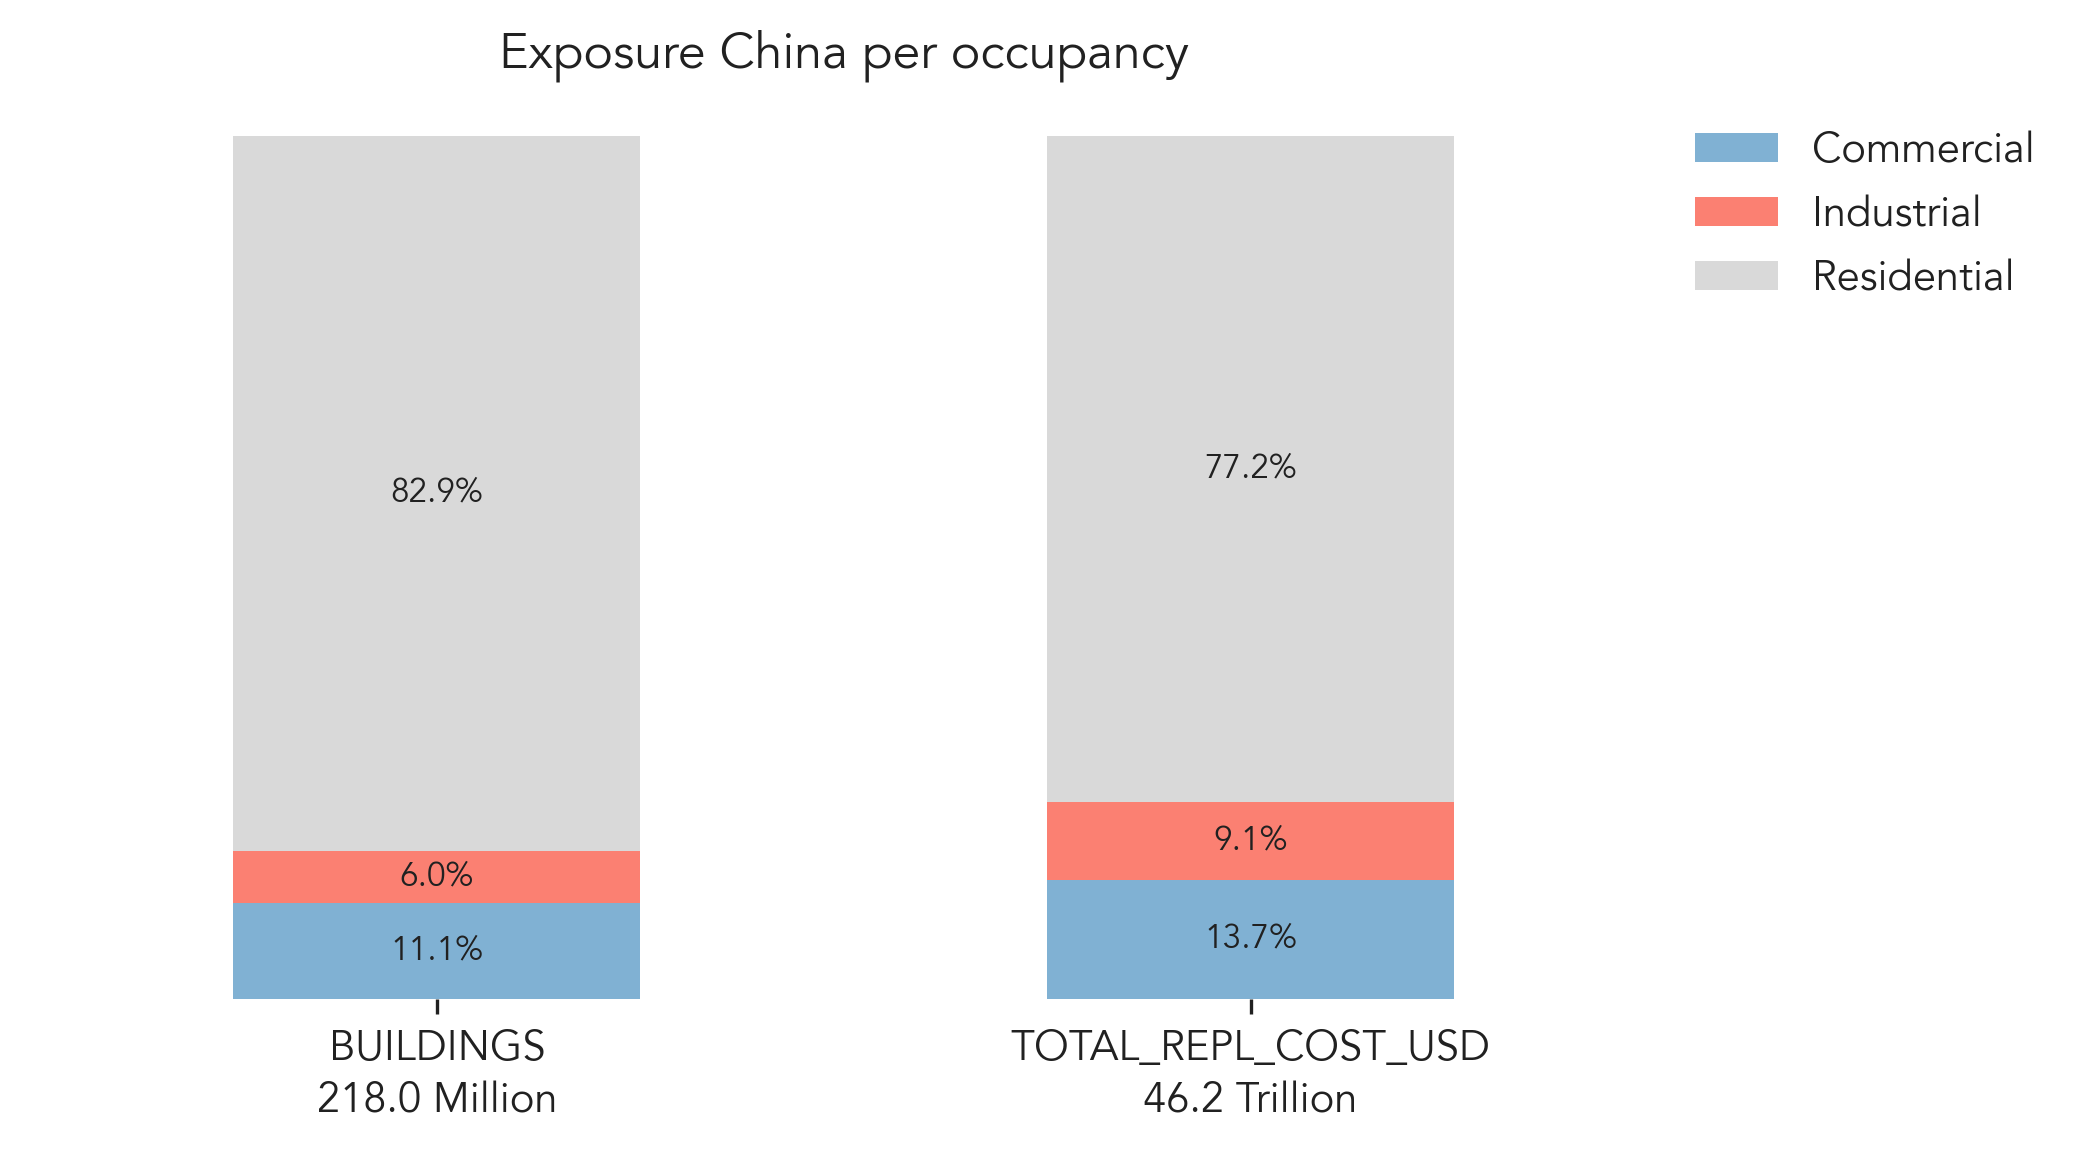 Exposure China per occupancy
Commercial
Industrial
Residential
82.9%
6.0%
11.1%
77.2%
9.1%
13.7%
BUILDINGS
218.0 Million
TOTAL_REPL_COST_USD
46.2 Trillion